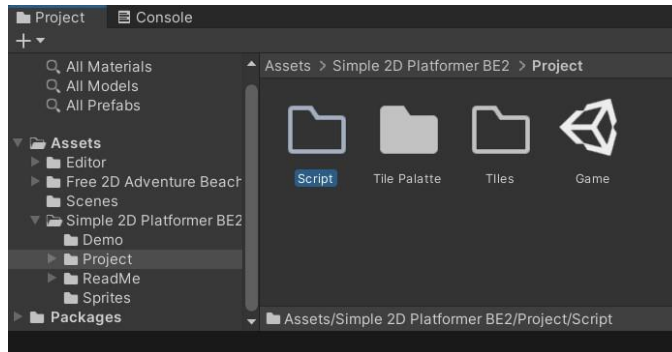 Project Console
All Materials
All Models
All Prefabs
Assets
Editor
Free 2D Adventure Beach
Scenes
Simple 2D Platformer BE2
Demo
Project
ReadMe
Sprites
Packages
Assets > Simple 2D Platformer BE2 > Project
Script Tile Palatte TIles Game
Assets/Simple 2D Platformer BE2/Project/Script